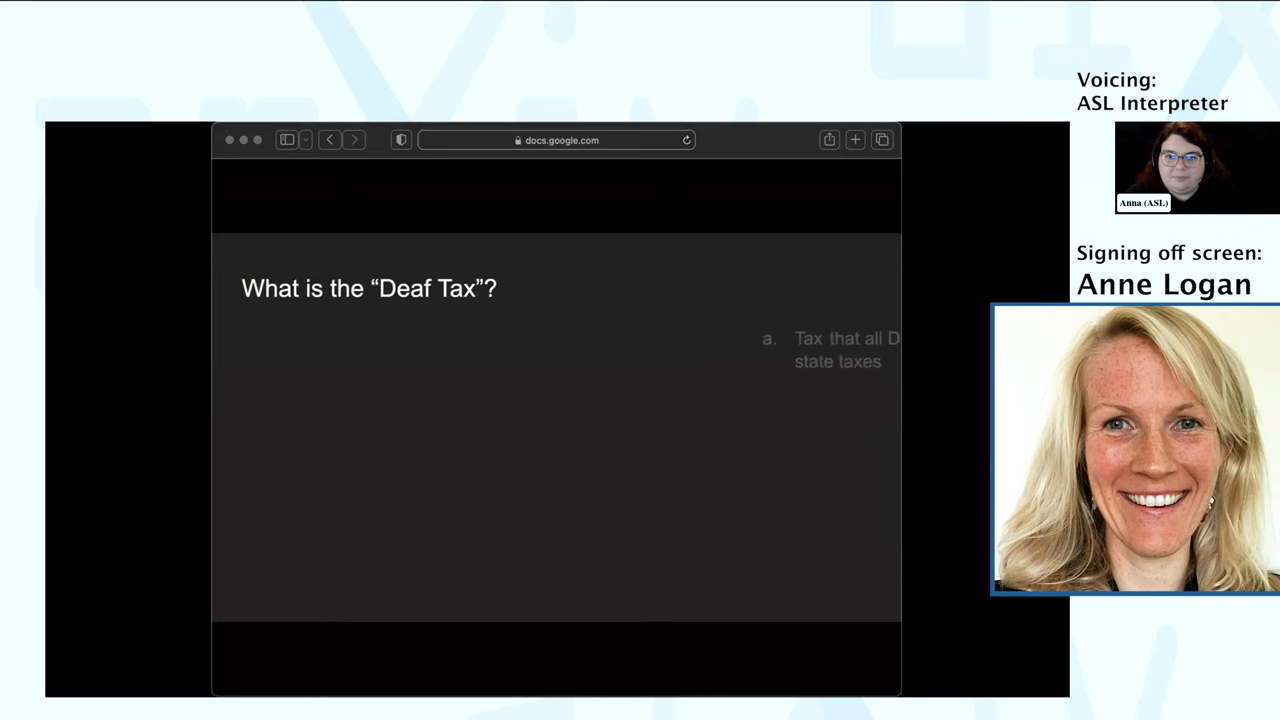 Voicing:
ASL Interpreter
docs.google.com
Anna (ASL)
Signing off screen:
Anne Logan
What is the “Deaf Tax”?
a. Tax that all D
state taxes